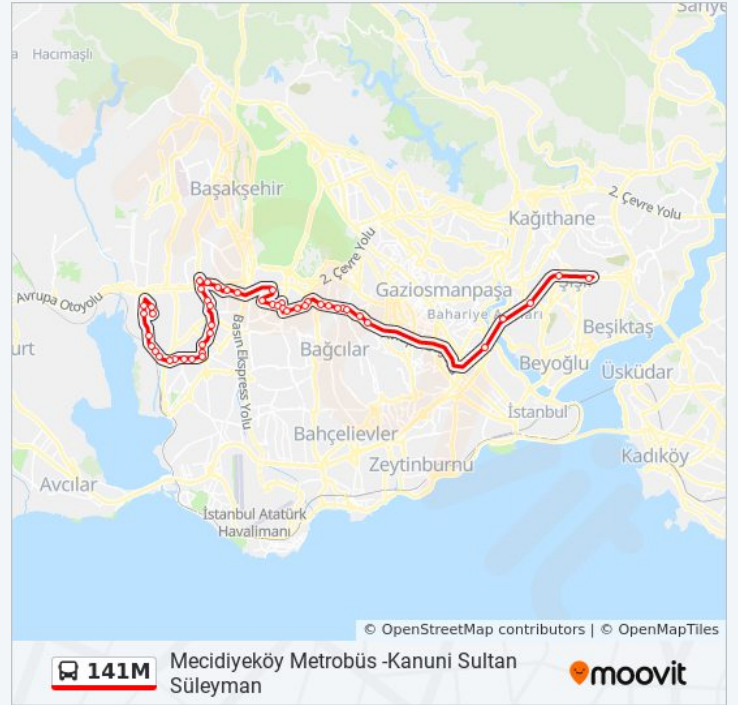 Sarıye
Hacımaşlı
Başakşehir
Kağıthane
2. Çevre Yolu
2. Çevre Yolu
Avrupa Otoyolu
Gaziosmanpaşa
Bahariye
Beşiktaş
urt
Basın Ekspress Yolu
Bağcılar
Beyoğlu
Üsküdar
İstanbul
Bahçelievler
Zeytinburnu
Kadıköy
Avcılar
İstanbul Atatürk
Havalimanı
© OpenStreetMap contributors | © OpenMapTiles
141M
Mecidiyeköy Metrobüs -Kanuni Sultan
Süleyman
moovit